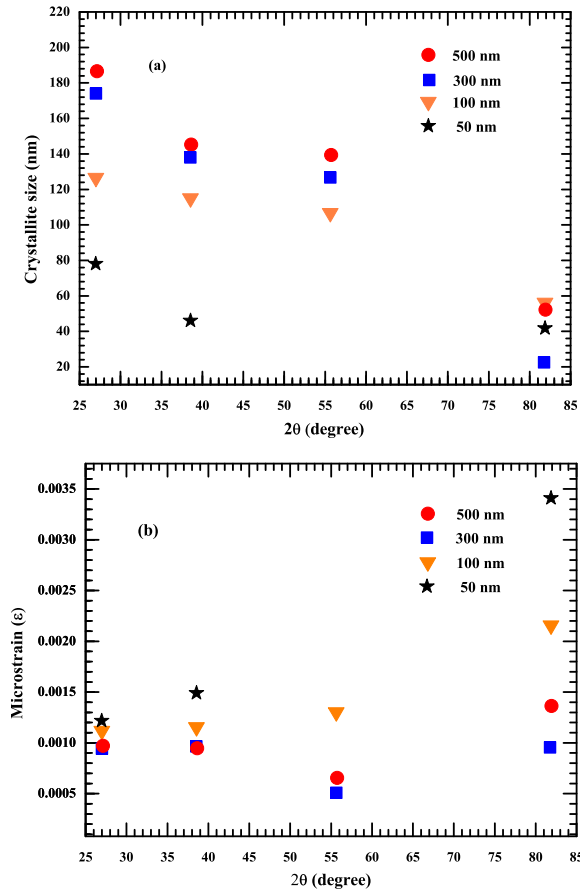 220
200
180
160
140
120
100
80
60
40
20
Crystallite size (nm)
(a)
500 nm
300 nm
100 nm
50 nm
25 30 35 40 45 50 55 60 65 70 75 80 85
2θ (degree)
0.0035
0.0030
0.0025
0.0020
0.0015
0.0010
0.0005
Microstrain (ε)
(b)
500 nm
300 nm
100 nm
50 nm
25 30 35 40 45 50 55 60 65 70 75 80 85
2θ (degree)